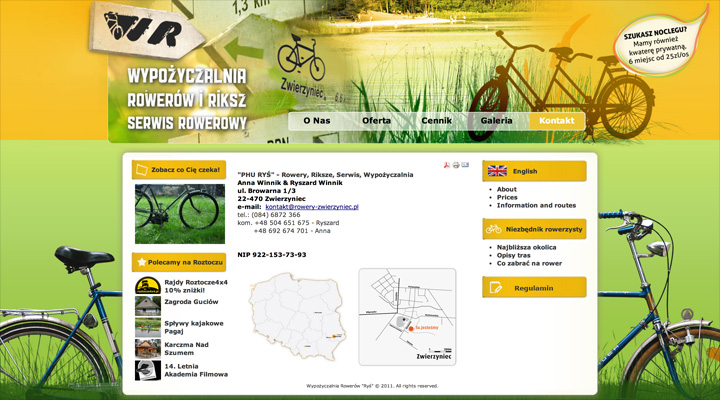 1,3 km
RYŚ
WYPOŻYCZALNIA
ROWERÓW I RIKSZ
SERWIS ROWEROWY
Zwierzyniec
SZUKASZ NOCLEGU?
Mamy również
kwaterę prywatną,
6 miejsc od 25zl/os
O Nas Oferta Cennik Galeria Kontakt
Zobacz co Cię czeka!
Polecamy na Roztoczu
Rajdy Roztocze4x4
10% zniżki!
Zagroda Guciów
Spływy kajakowe
Pagaj
Karczma Nad
Szumem
14. Letnia
Akademia Filmowa
"PHU RYŚ" - Rowery, Riksze, Serwis, Wypożyczalnia
Anna Winnik & Ryszard Winnik
ul. Browarna 1/3
22-470 Zwierzyniec
e-mail: kontakt@rowery-zwierzyniec.pl
tel.: (084) 6872 366
kom. +48 504 651 675 - Ryszard
+48 692 674 701 - Anna
NIP 922-153-73-93
Tu jesteśmy
Zwierzyniec
English
About
Prices
Information and routes
Niezbędnik rowerzysty
Najbliższa okolica
Opisy tras
Co zabrać na rower
Regulamin
Wypożyczalnie Rowerów "Ryś" © 2011. All rights reserved.